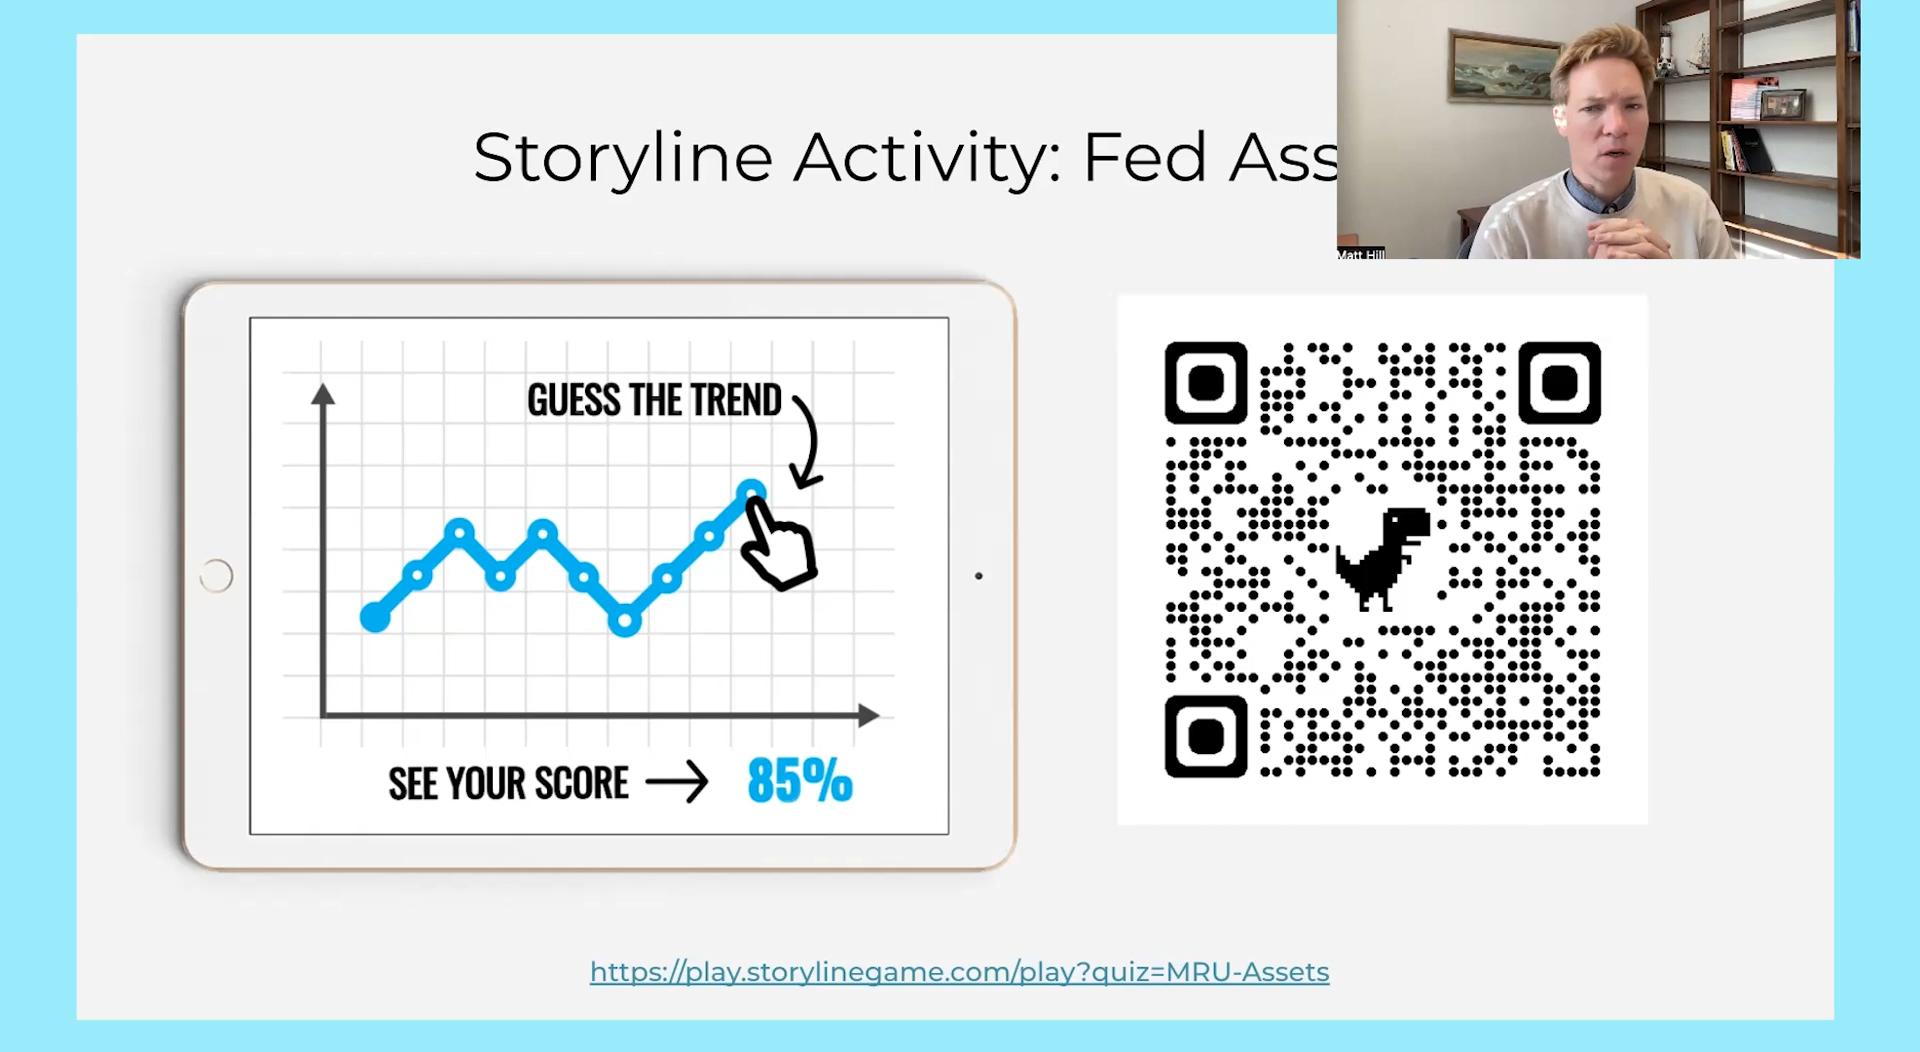 Storyline Activity: Fed Ass
Matt Hill
GUESS THE TREND
SEE YOUR SCORE → 85%
https://play.storylinegame.com/play?quiz=MRU-Assets